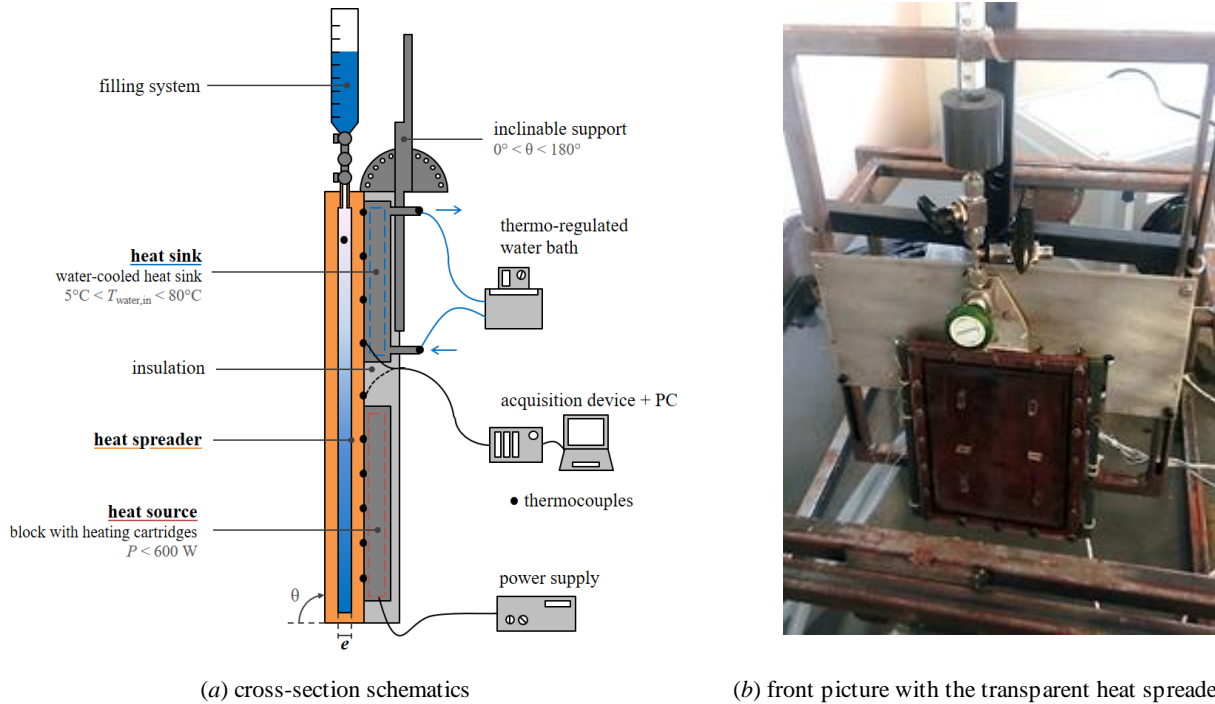 filling system
inclinable support
0° < θ < 180°
thermo-regulated
water bath
heat sink
water-cooled heat sink
5°C < Twater,in < 80°C
insulation
acquisition device + PC
heat spreader
thermocouples
heat source
block with heating cartridges
P < 600 W
power supply
θ
e
(a) cross-section schematics
(b) front picture with the transparent heat spreade